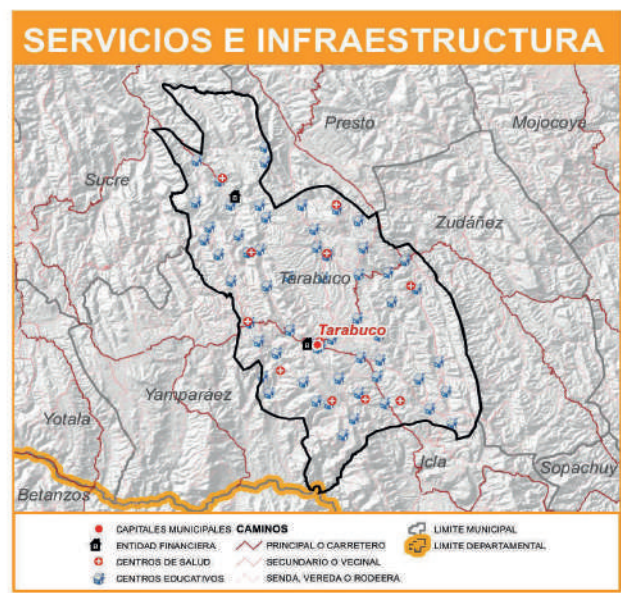 SERVICIOS E INFRAESTRUCTURA
Presto
Mojocoya
Sucre
Zudáñez
Tarabuco
Tarabuco
Yamparáez
Yotala
Icla
Sopachuy
Betanzos
CAPITALES MUNICIPALES
ENTIDAD FINANCIERA
CENTROS DE SALUD
CENTROS EDUCATIVOS
CAMINOS
PRINCIPAL O CARRETERO
SECUNDARIO O VECINAL
SENDA, VEREDA O RODEERA
LIMITE MUNICIPAL
LIMITE DEPARTAMENTAL